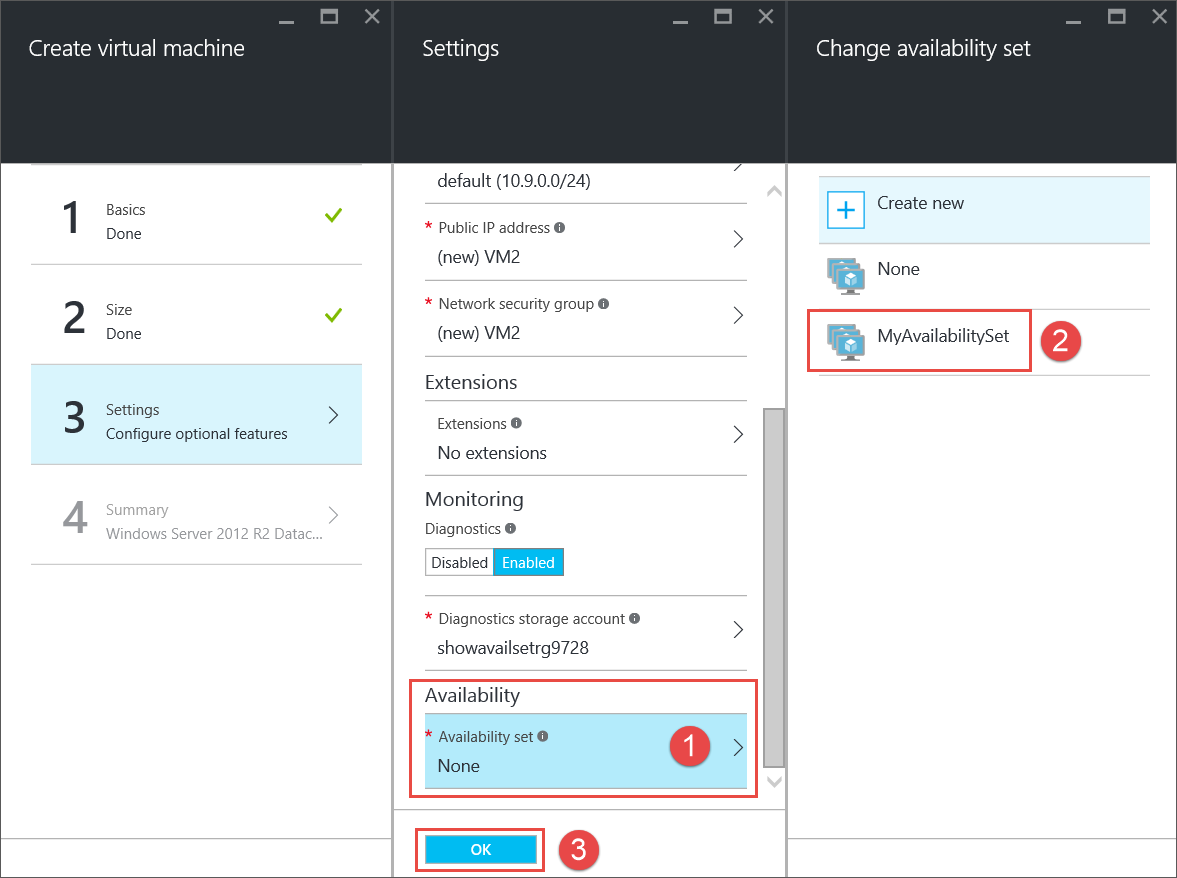 Create virtual machine
1
Basics
Done
2
Size
Done
3
Settings
Configure optional features
4
Summary
Windows Server 2012 R2 Datac...
Settings
default (10.9.0.0/24)
* Public IP address
(new) VM2
* Network security group
(new) VM2
Extensions
Extensions
No extensions
Monitoring
Diagnostics
Disabled Enabled
* Diagnostics storage account
showavailsetrg9728
Availability
* Availability set
None
1
OK
3
Change availability set
Create new
None
MyAvailabilitySet
2